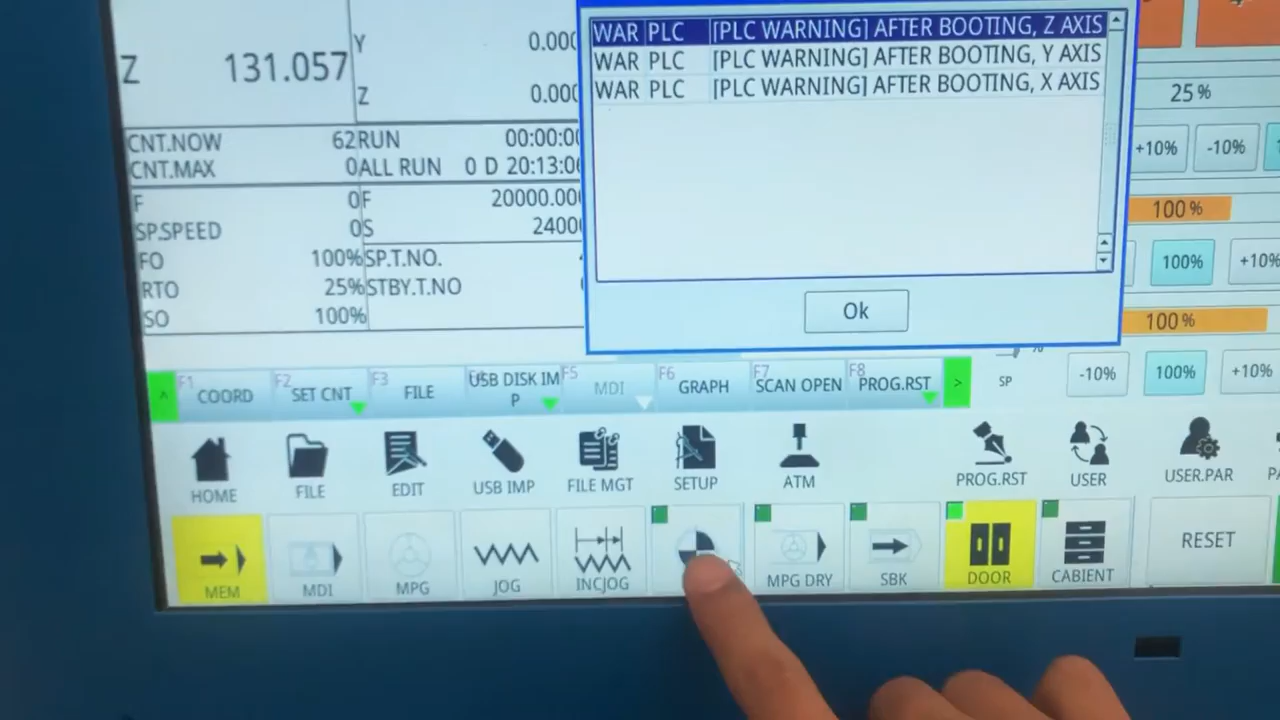 WAR PLC [PLC WARNING] AFTER BOOTING, Z AXIS
WAR PLC [PLC WARNING] AFTER BOOTING, Y AXIS
WAR PLC [PLC WARNING] AFTER BOOTING, X AXIS
Ok
Z 131.057
Y 0.000
Z 0.000
CNT.NOW 62
RUN 00:00:00
CNT.MAX 0
ALL RUN 0 D 20:13:06
F 0
F 20000.000
SP.SPEED 0
S 24000
FO 100%
SP.T.NO.
RTO 25%
STBY.T.NO
SO 100%
25%
+10% -10%
100%
100% +10%
100%
SP -10% 100% +10%
^
F1 COORD
F2 SET CNT
F3 FILE
USB DISK IM
P
F5 MDI
F6 GRAPH
F7 SCAN OPEN
F8 PROG.RST
>
HOME
FILE
EDIT
USB IMP
FILE MGT
SETUP
ATM
PROG.RST
USER
USER.PAR
MEM
MDI
MPG
JOG
INCJOG
MPG DRY
SBK
DOOR
CABIENT
RESET